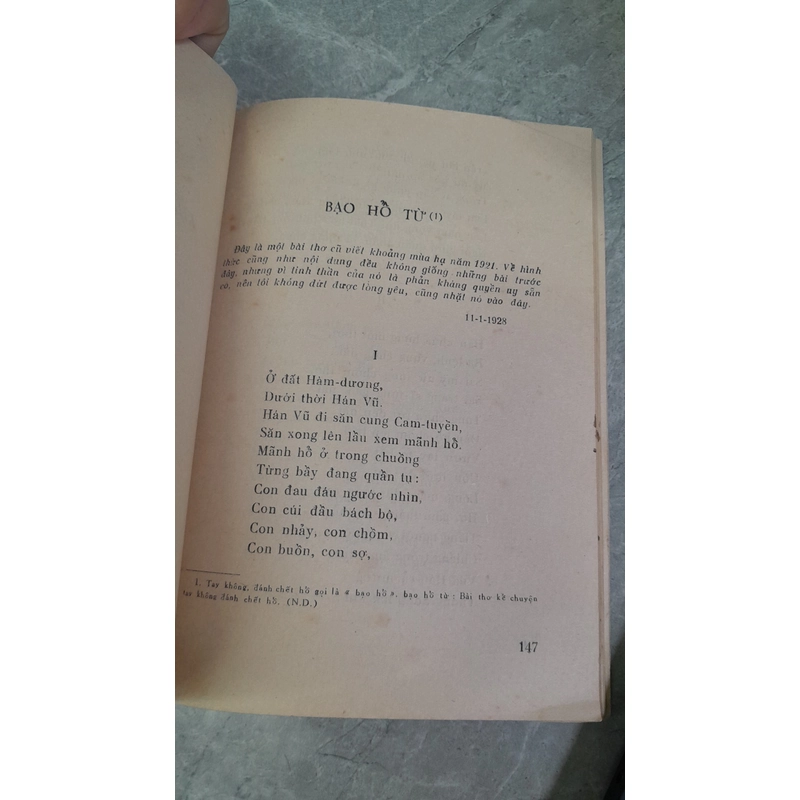 BẠO HỒ TỪ (1)
Đây là một bài thơ cũ viết khoảng mùa hạ năm 1921. Về hình
thức cũng như nội dung đều không giống những bài trước
đây, nhưng vì tinh thần của nó là phản kháng quyền uy sẵn
có, nên tôi không dứt được lòng yêu, cũng nhặt nó vào đây.
11-1-1928
I
Ở đất Hàm-dương,
Dưới thời Hán Vũ.
Hán Vũ đi săn cung Cam-tuyền,
Săn xong lên lầu xem mãnh hổ.
Mãnh hổ ở trong chuồng
Từng bầy đang quần tụ:
Con đau đáu ngước nhìn,
Con cúi đầu bách bộ,
Con nhảy, con chồm,
Con buồn, con sợ,
1. Tay không, đánh chết hổ gọi là « bạo hổ », bạo hổ từ: Bài thơ kể chuyện
tay không đánh chết hổ. (N.D.)
147